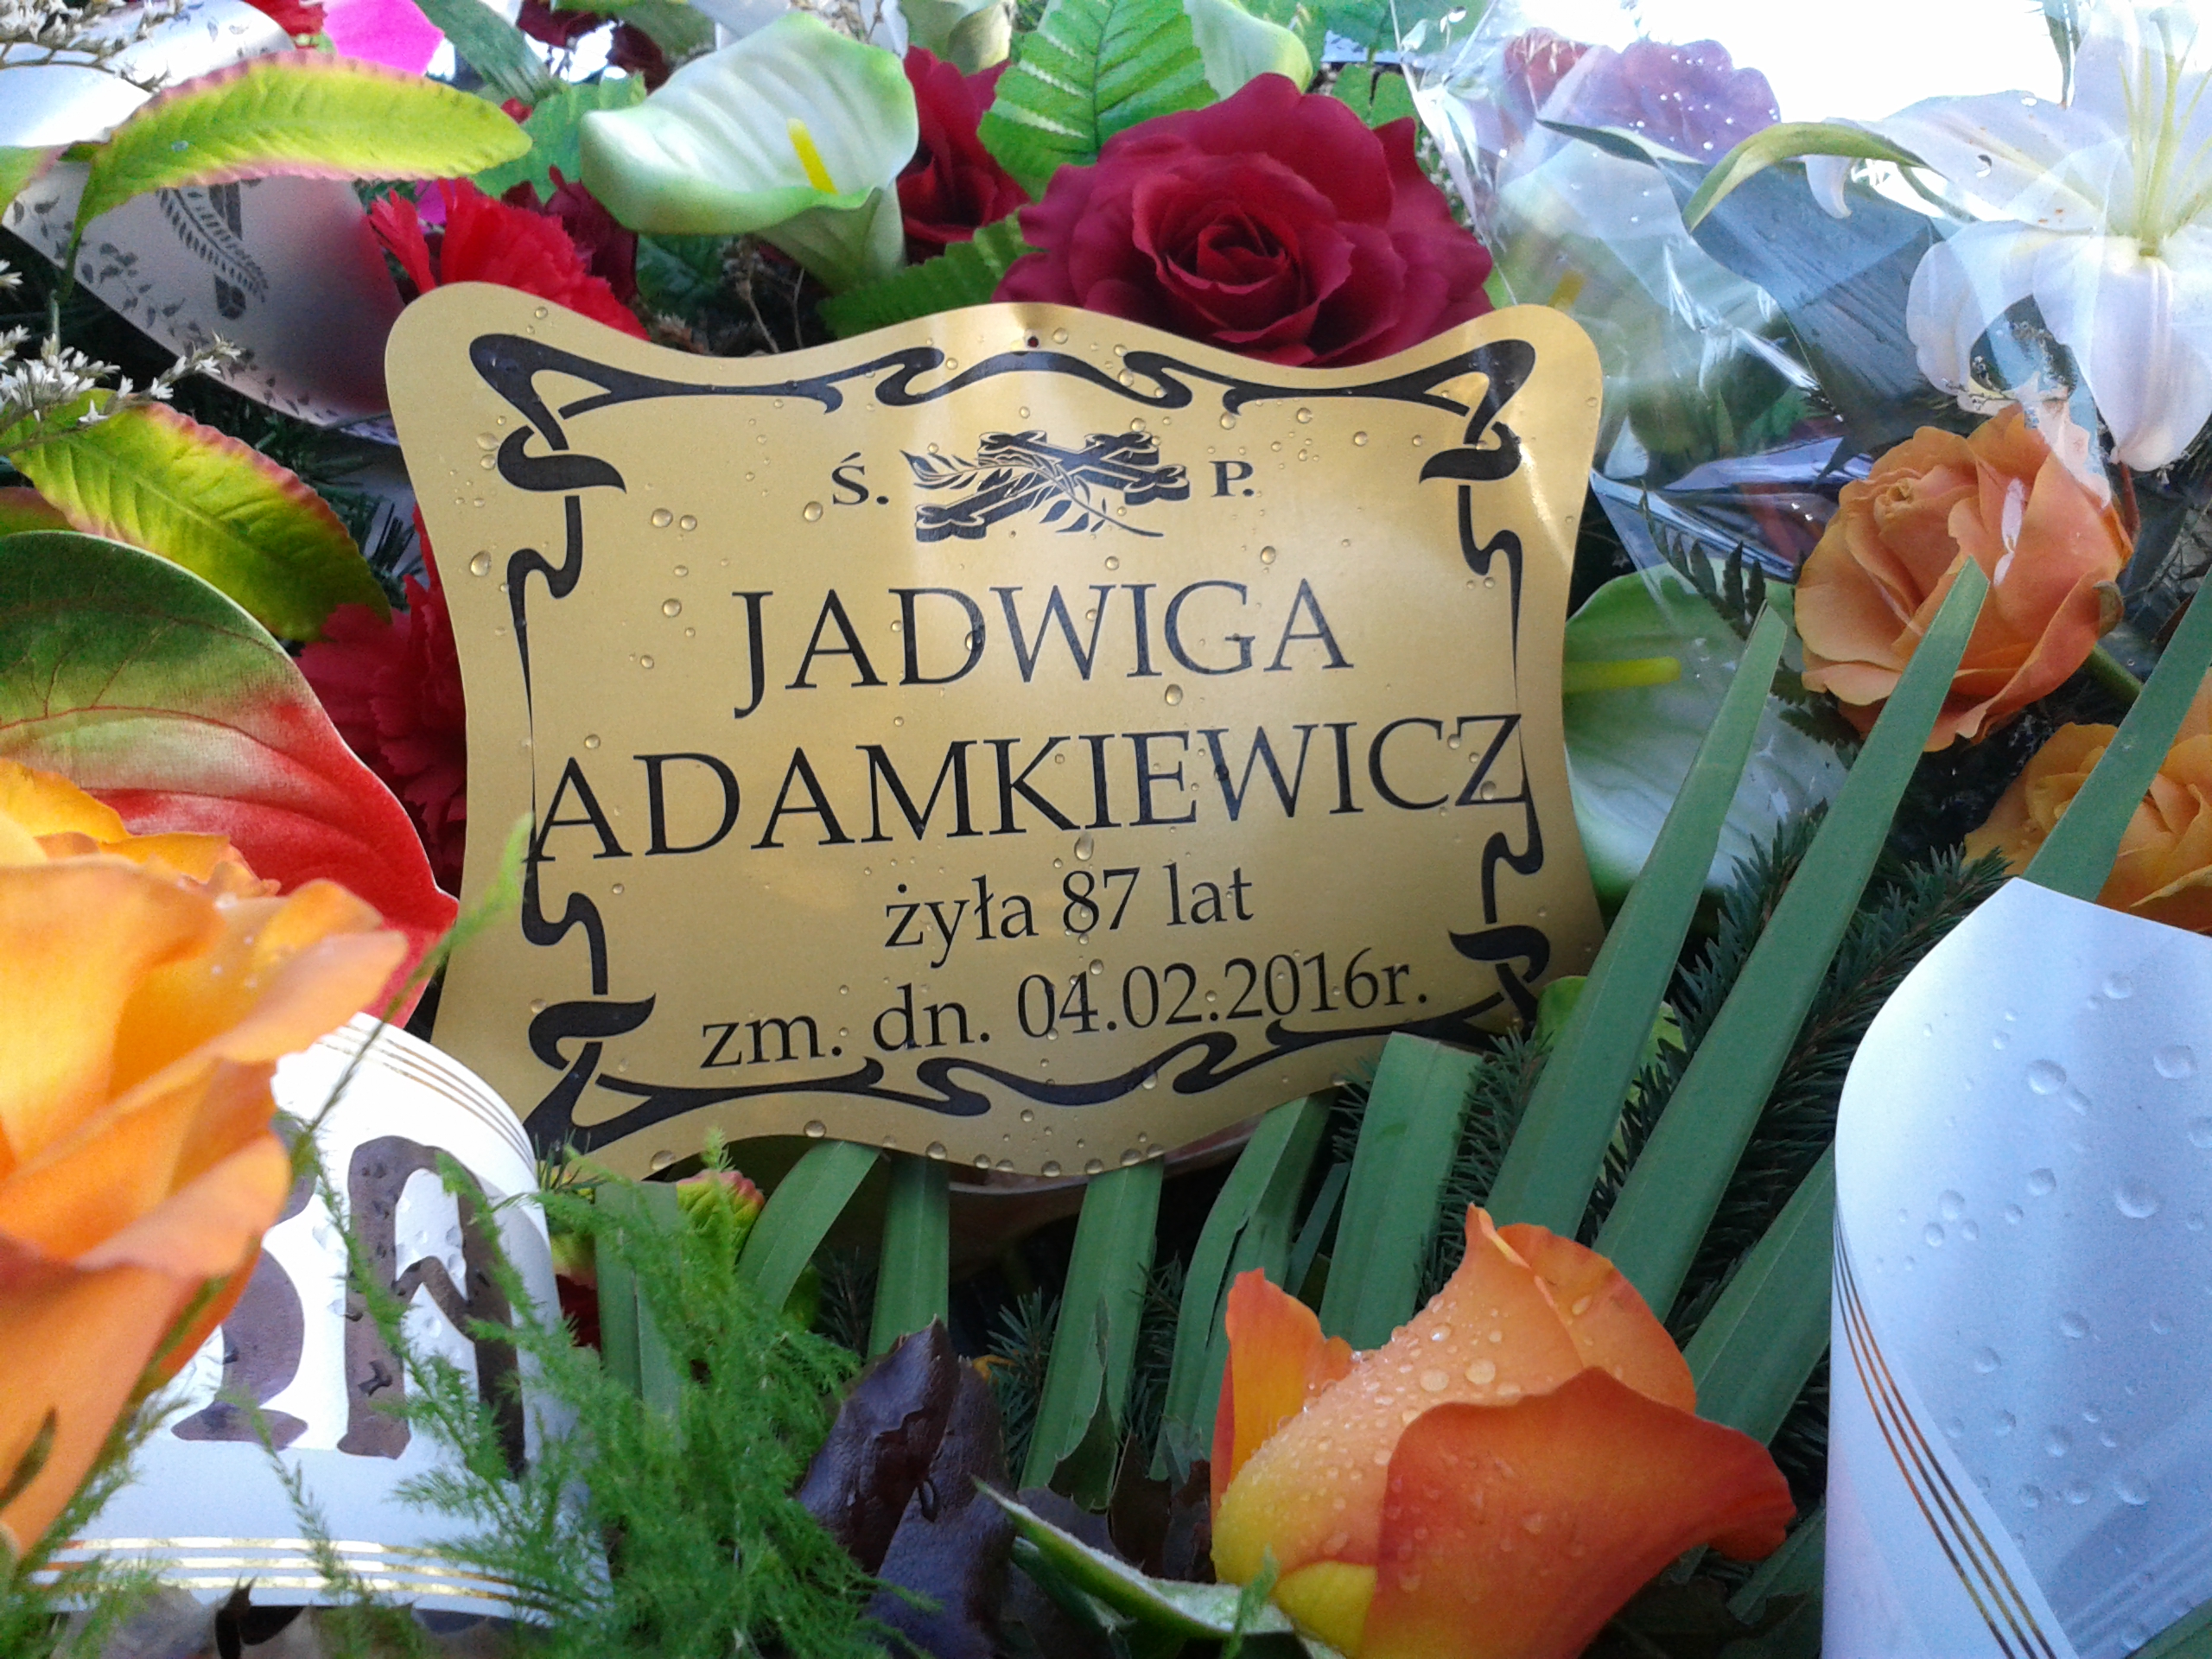 Ś. P.
JADWIGA
ADAMKIEWICZ
żyła 87 lat
zm. dn. 04.02.2016r.